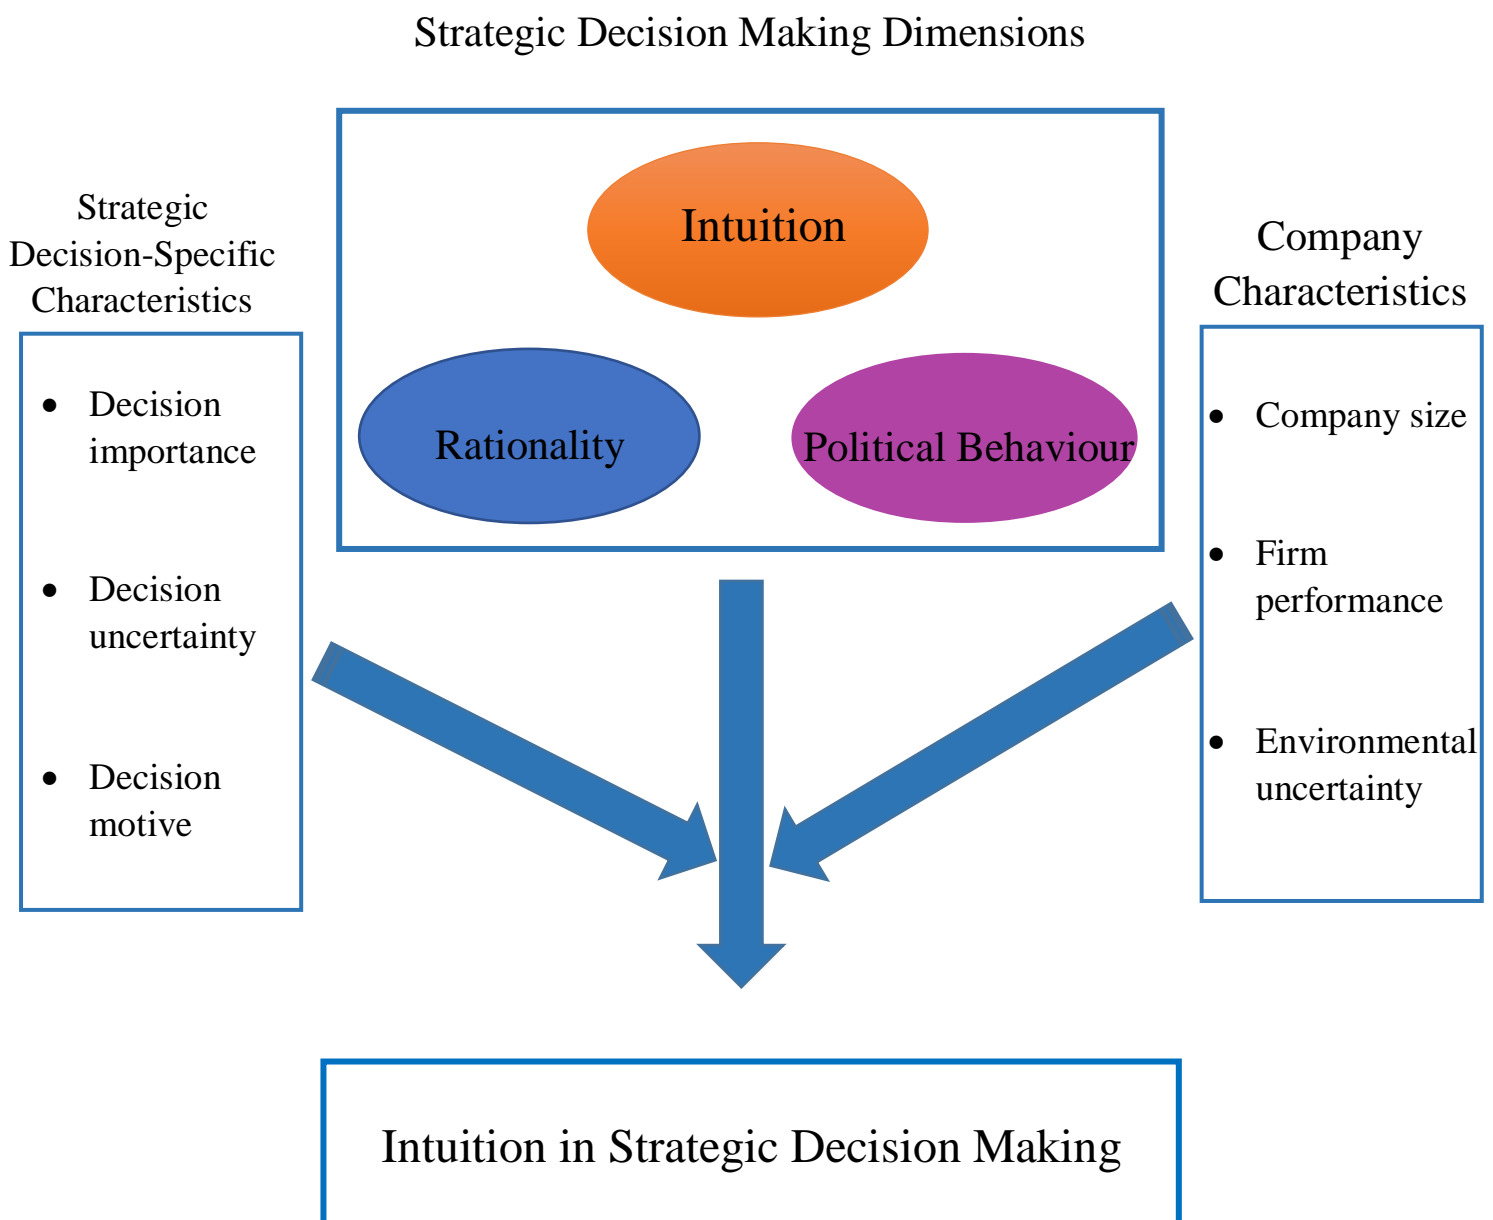 Strategic Decision Making Dimensions
Strategic
Decision-Specific
Characteristics
• Decision
importance
• Decision
uncertainty
• Decision
motive
Intuition
Rationality
Political Behaviour
Company
Characteristics
• Company size
• Firm
performance
• Environmental
uncertainty
Intuition in Strategic Decision Making